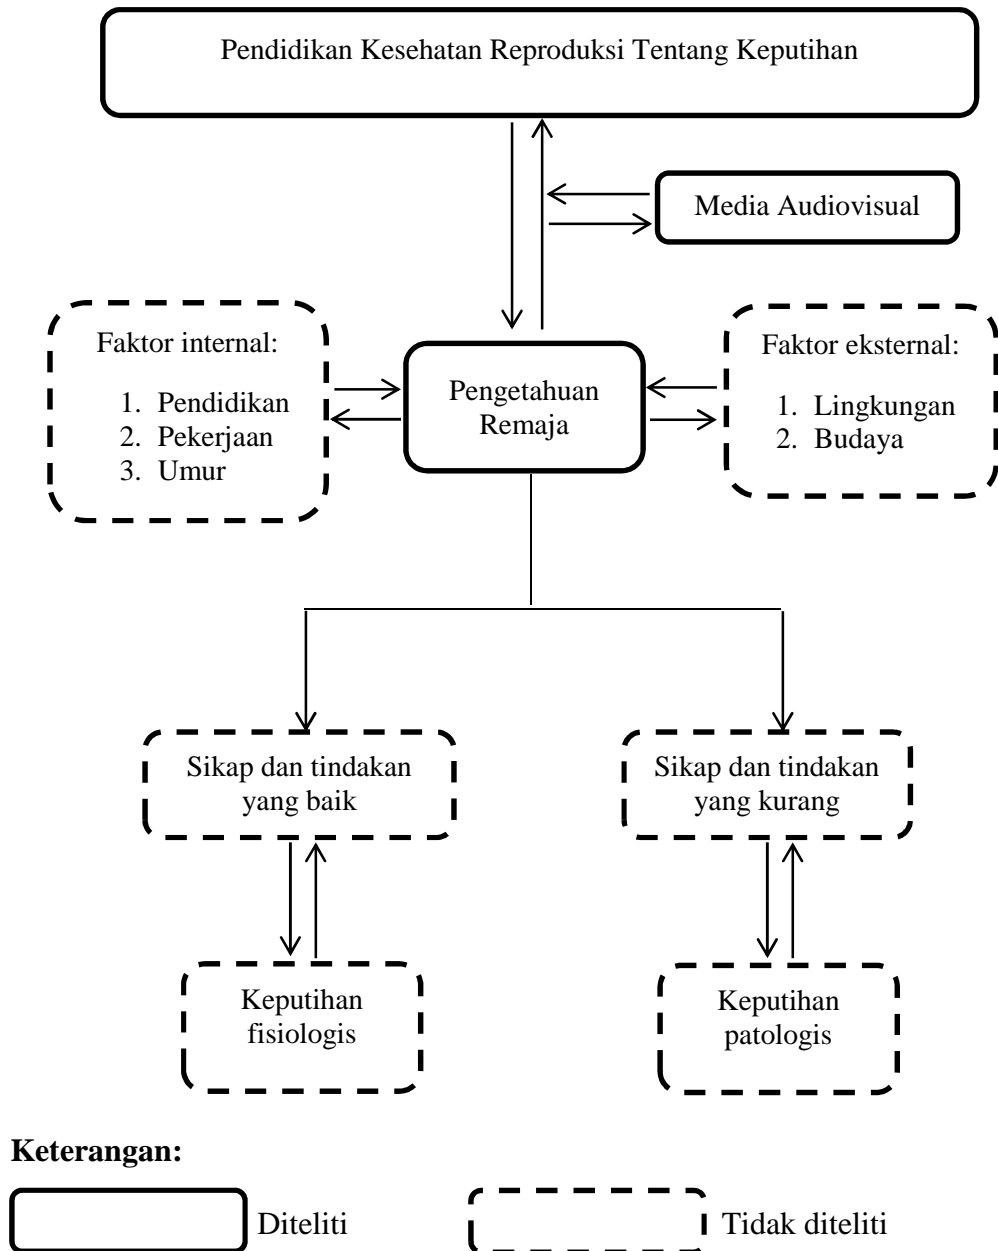 Pendidikan Kesehatan Reproduksi Tentang Keputihan
Media Audiovisual
Faktor internal:
1. Pendidikan
2. Pekerjaan
3. Umur
Pengetahuan
Remaja
Faktor eksternal:
1. Lingkungan
2. Budaya
Sikap dan tindakan
yang baik
Sikap dan tindakan
yang kurang
Keputihan
fisiologis
Keputihan
patologis
Keterangan:
Diteliti
Tidak diteliti